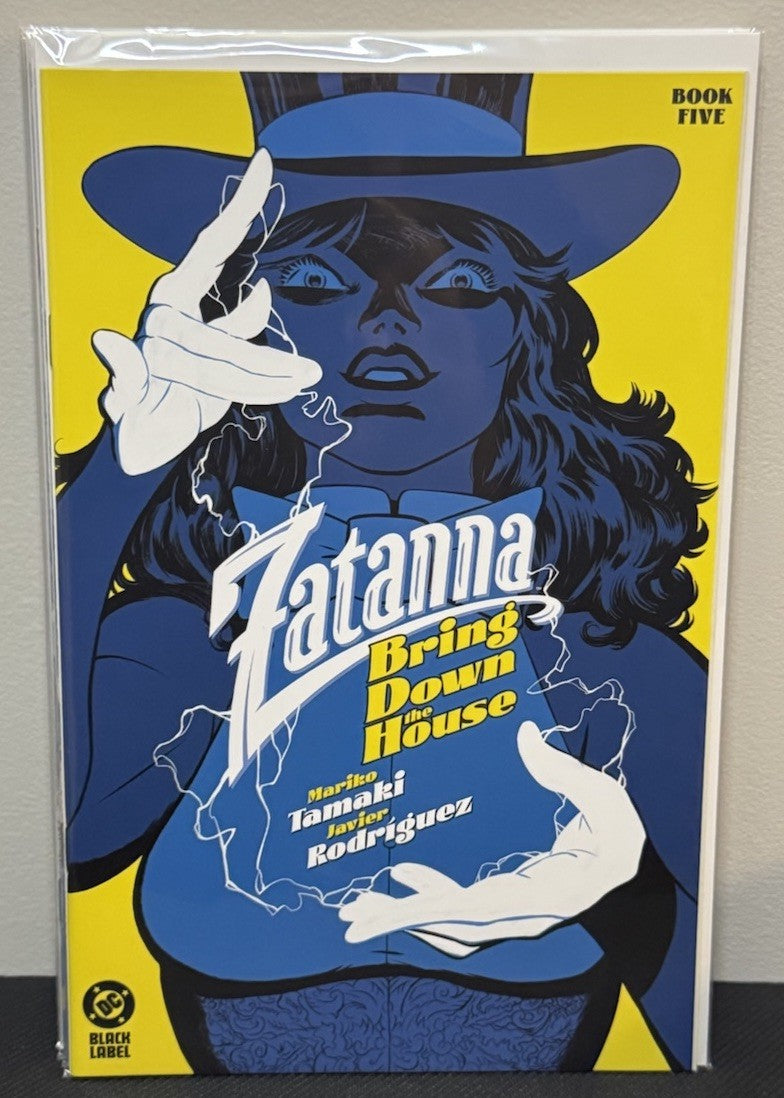 BOOK
FIVE
Zatanna
Bring
Down
the
House
Mariko
Tamaki
Javier
Rodríguez
DC
BLACK
LABEL